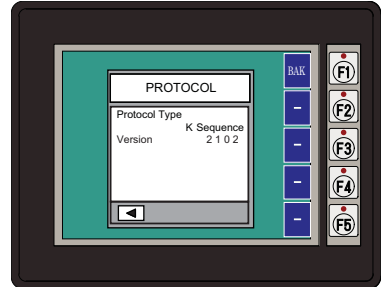 PROTOCOL
Protocol Type
K Sequence
Version 2 1 0 2
BAK
-
-
-
-
F1
F2
F3
F4
F5